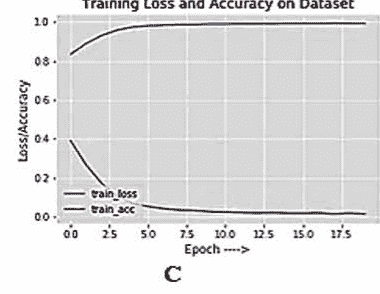 Training Loss and Accuracy on Dataset
Loss/Accuracy
1.0
0.8
0.6
0.4
0.2
0.0
train_loss
train_acc
0.0 2.5 5.0 7.5 10.0 12.5 15.0 17.5
Epoch ---->
C